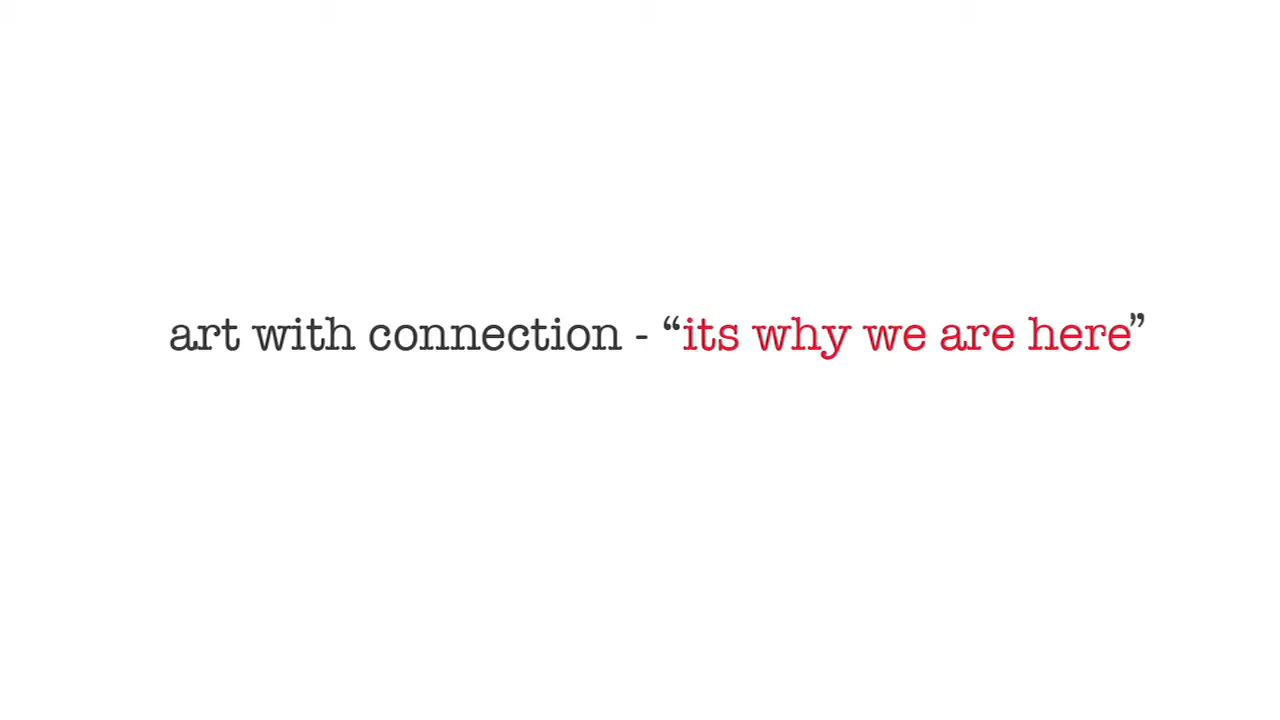 art with connection - “its why we are here”